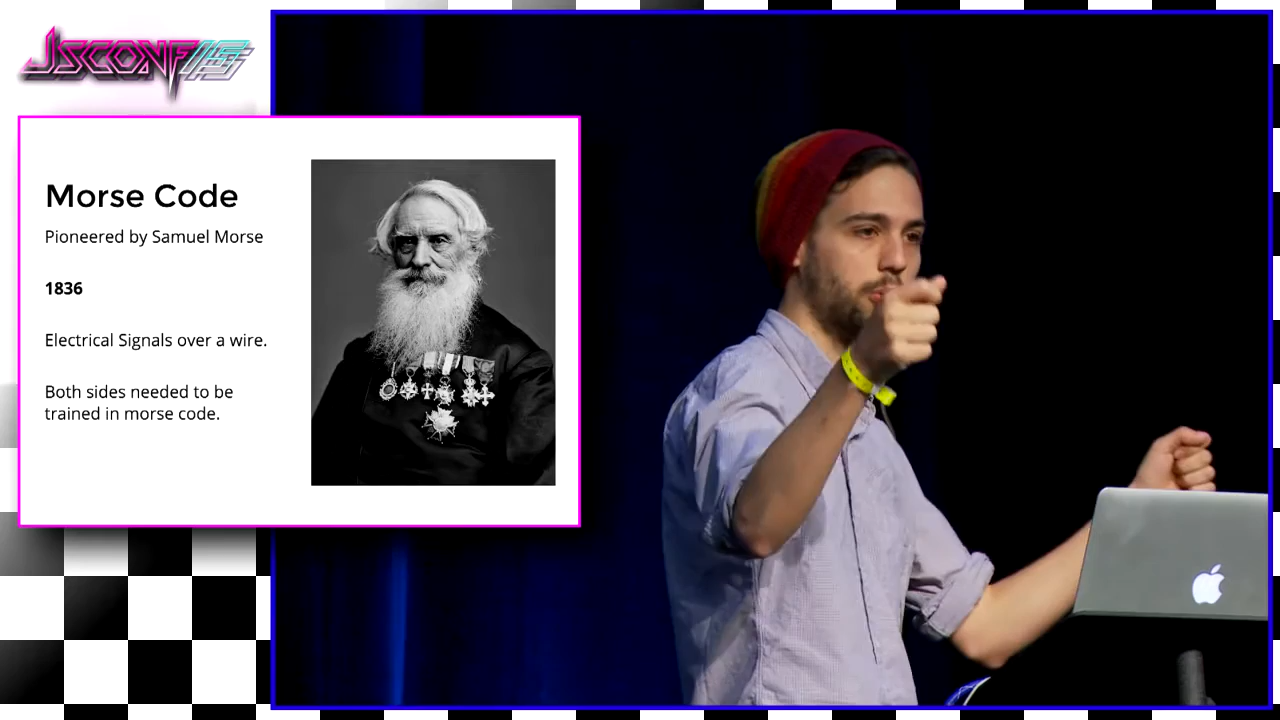 JSCONF15
Morse Code
Pioneered by Samuel Morse
1836
Electrical Signals over a wire.
Both sides needed to be
trained in morse code.